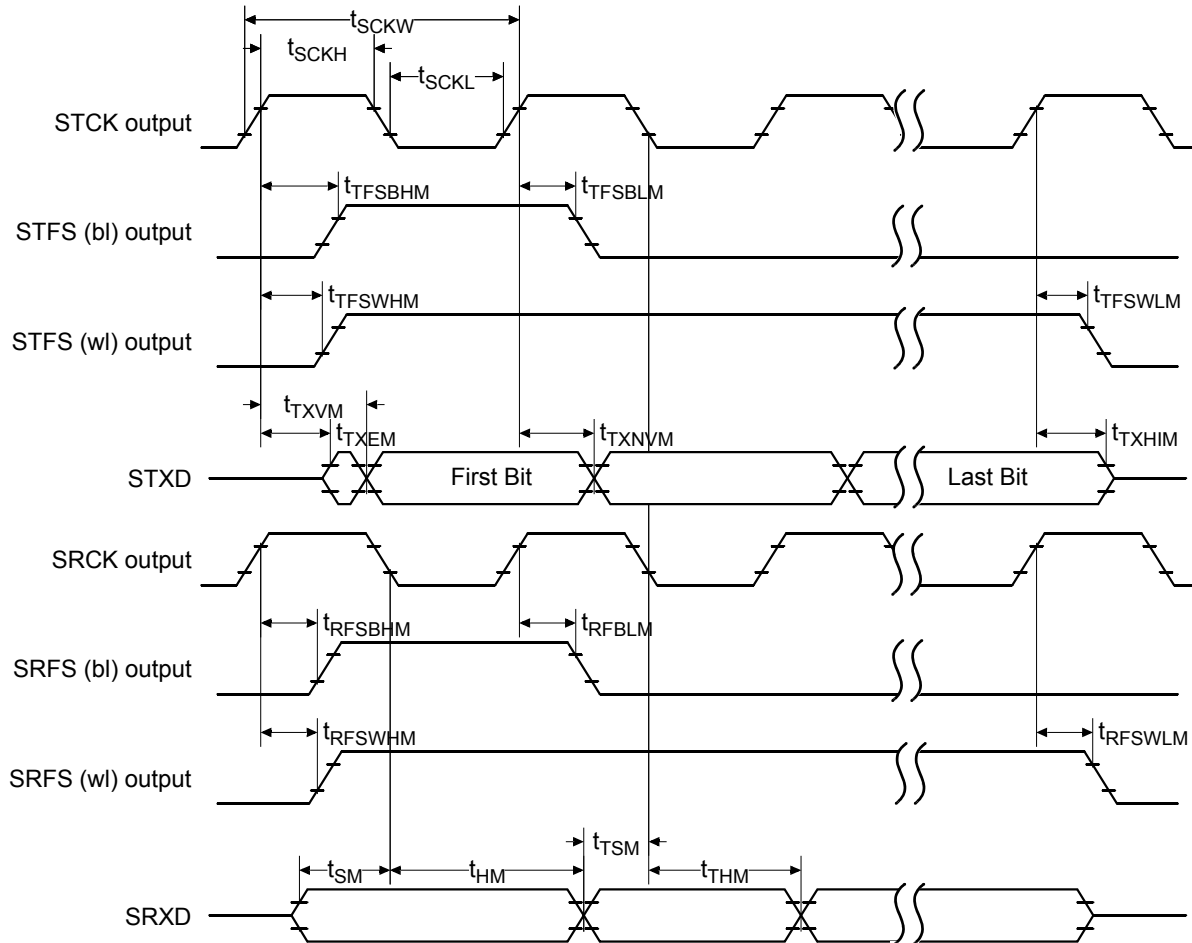 tSCKW
tSCKH
tSCKL
STCK output
tTFSBHM
tTFSBLM
STFS (bl) output
tTFSWHM
tTFSWLM
STFS (wl) output
tTXVM
tTXEM
tTXNVM
tTXHIM
STXD
First Bit
Last Bit
SRCK output
tRFSBHM
tRFBLM
SRFS (bl) output
tRFSWHM
tRFSWLM
SRFS (wl) output
tTSM
tSM
tHM
tTHM
SRXD